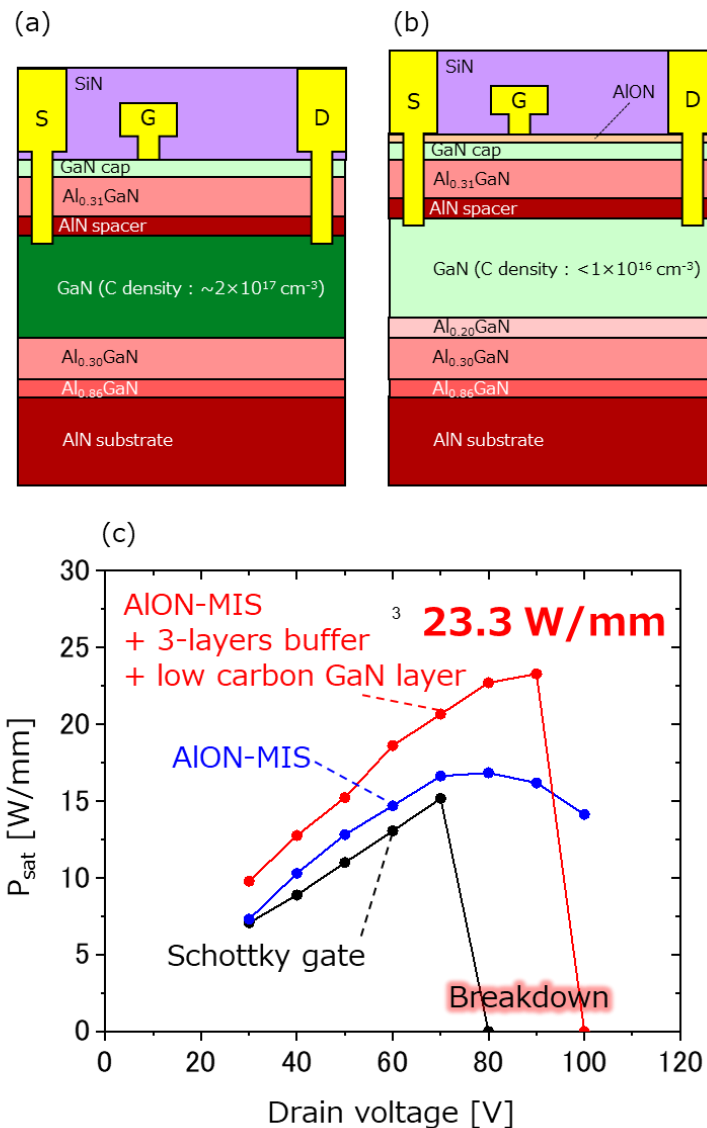 (a)
SiN
S
G
D
GaN cap
Al0.31GaN
AlN spacer
GaN (C density : ~2×10¹⁷ cm⁻³)
Al0.30GaN
Al0.86GaN
AlN substrate
(b)
SiN
AlON
S
G
D
GaN cap
Al0.31GaN
AlN spacer
GaN (C density : <1×10¹⁶ cm⁻³)
Al0.20GaN
Al0.30GaN
Al0.86GaN
AlN substrate
(c)
30
25
20
15
10
5
0
Psat [W/mm]
AlON-MIS
+ 3-layers buffer
+ low carbon GaN layer
3
23.3 W/mm
AlON-MIS
Schottky gate
Breakdown
0
20
40
60
80
100
120
Drain voltage [V]